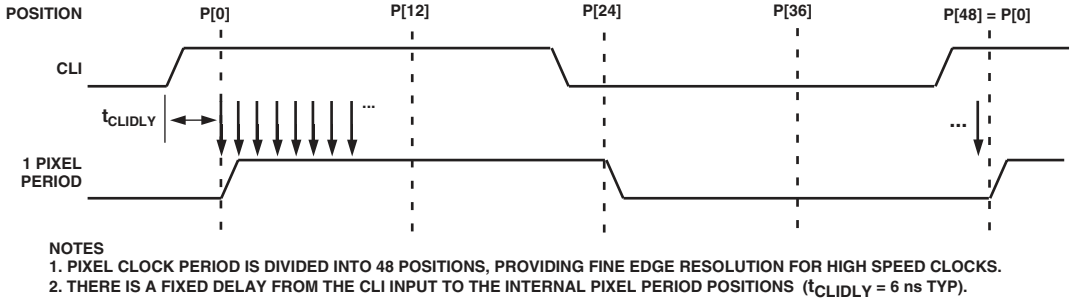 POSITION P[0] P[12] P[24] P[36] P[48] = P[0]
CLI
tCLIDLY
...
...
1 PIXEL
PERIOD
NOTES
1. PIXEL CLOCK PERIOD IS DIVIDED INTO 48 POSITIONS, PROVIDING FINE EDGE RESOLUTION FOR HIGH SPEED CLOCKS.
2. THERE IS A FIXED DELAY FROM THE CLI INPUT TO THE INTERNAL PIXEL PERIOD POSITIONS (tCLIDLY = 6 ns TYP).